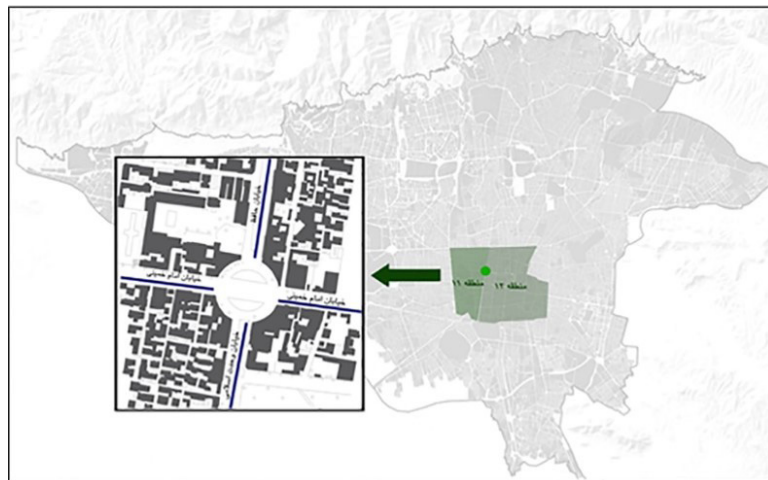 خیابان حافظ
خیابان امام خمینی
خیابان امام خمینی
خیابان وحدت اسلامی
منطقه ۱۱
منطقه ۱۲